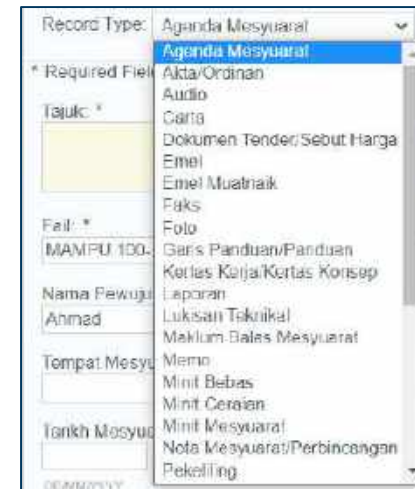 Record Type: Agenda Mesyuarat
Agenda Mesyuarat
* Required Fiel
Akta/Ordinan
Audio
Tajuk: *
Carta
Dokumen Tender/Sebut Harga
Emel
Emel Muatnaik
Faks
Fail: *
Foto
MAMPU 100-
Garis Panduan/Panduan
Kertas Kerja/Kertas Konsep
Nama Pewuju
Laporan
Ahmad
Lukisan Teknikal
Maklum Balas Mesyuarat
Tempat Mesyu
Memo
Minit Bebas
Minit Ceraian
Tarikh Mesyua
Minit Mesyuarat
Nota Mesyuarat/Perbincangan
Pekeliling